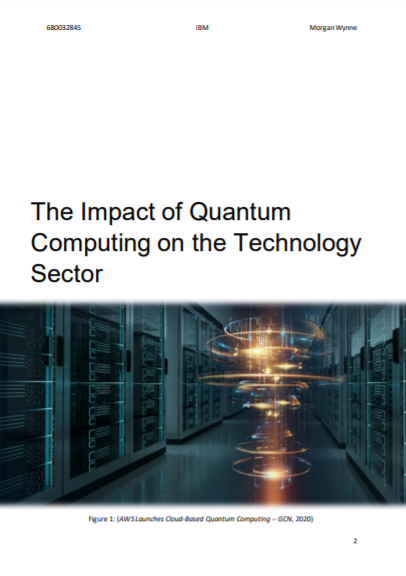 680032845 IBM Morgan Wynne
The Impact of Quantum
Computing on the Technology
Sector
Figure 1: (AWS Launches Cloud-Based Quantum Computing – GCN, 2020)
2